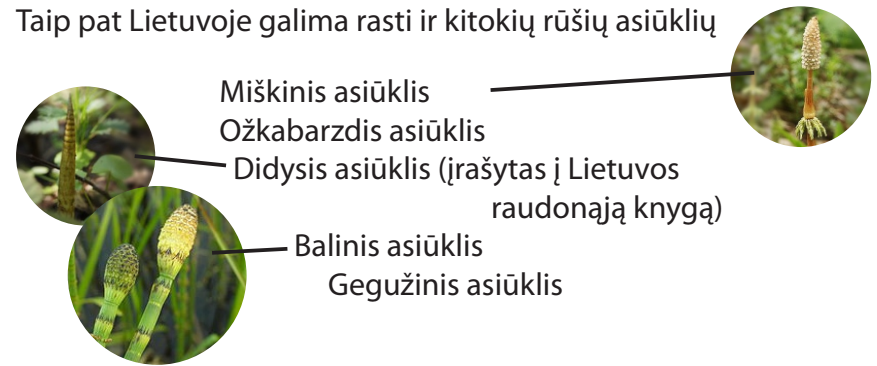 Taip pat Lietuvoje galima rasti ir kitokių rūšių asiūklių
Miškinis asiūklis
Ožkabarzdis asiūklis
Didysis asiūklis (įrašytas į Lietuvos
raudonąją knygą)
Balinis asiūklis
Gegužinis asiūklis